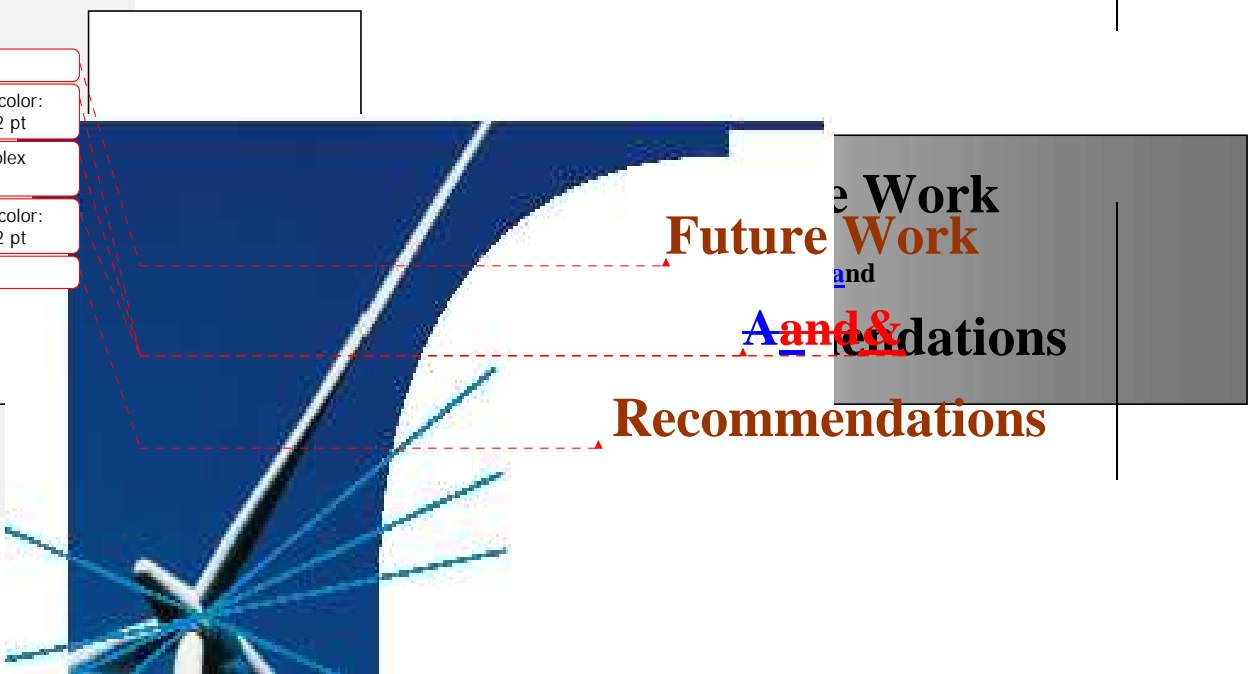 color:
2 pt
plex
color:
2 pt
e Work
Future Work
and
Aand&
endations
Recommendations